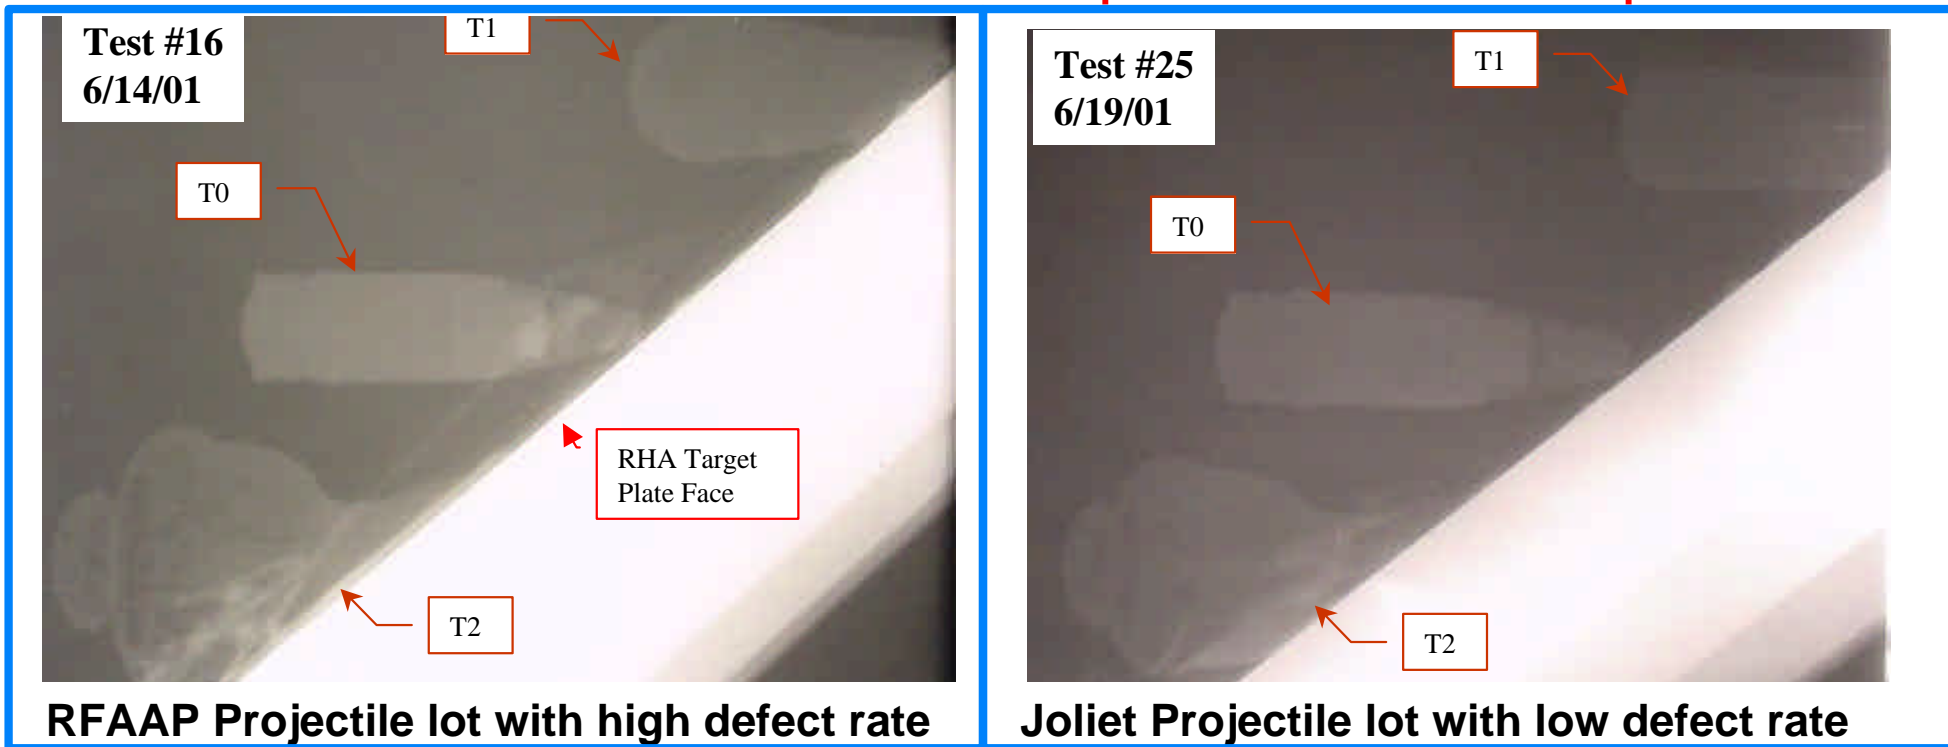 Test #16
6/14/01
T1
T0
RHA Target
Plate Face
T2
RFAAP Projectile lot with high defect rate
Test #25
6/19/01
T1
T0
T2
Joliet Projectile lot with low defect rate